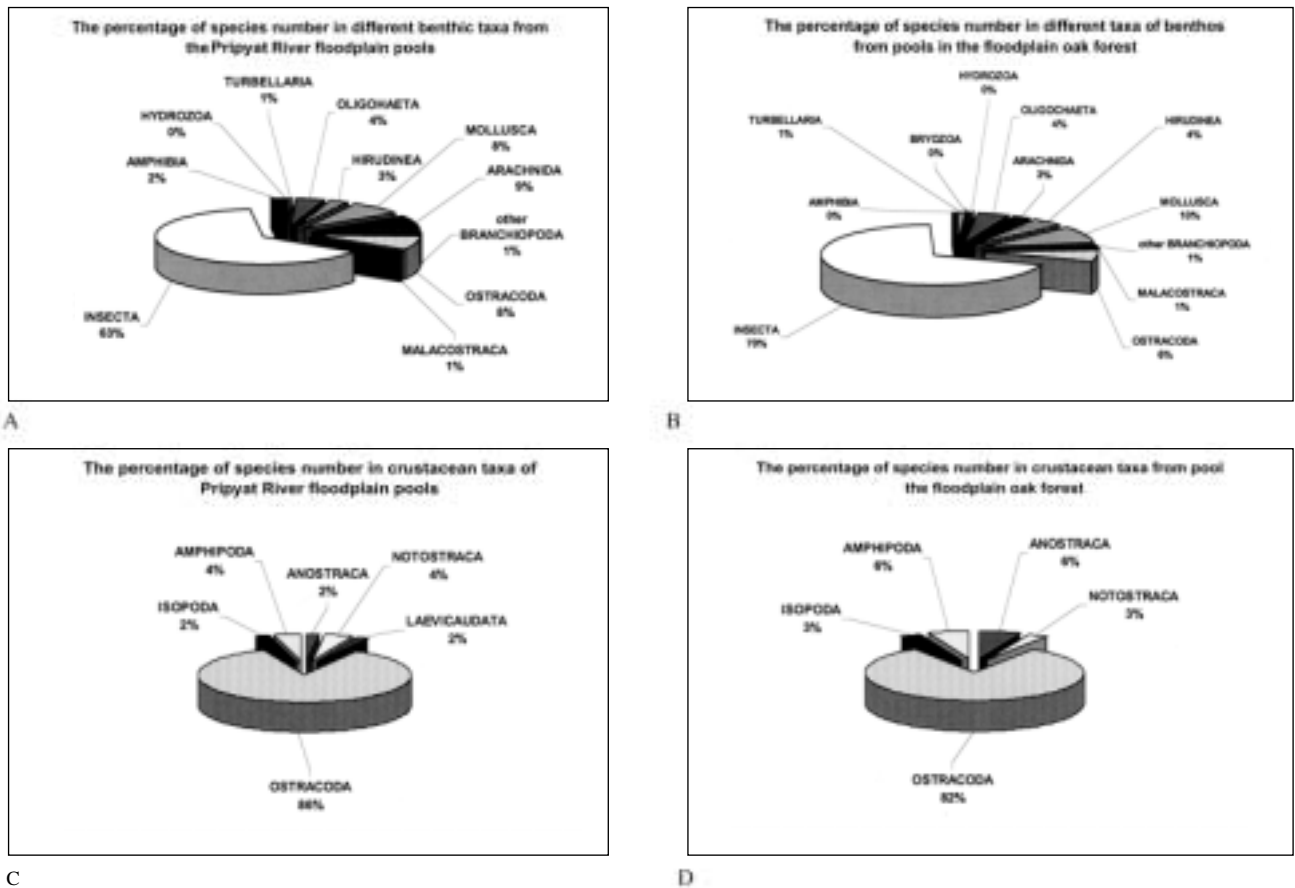 The percentage of species number in different benthic taxa from
the Pripyat River floodplain pools
TURBELLARIA
1%
OLIGOHAETA
4%
HYDROZOA
0%
MOLLUSCA
8%
AMPHIBIA
2%
HIRUDINEA
3%
ARACHNIDA
9%
other
BRANCHIOPODA
1%
OSTRACODA
8%
INSECTA
63%
MALACOSTRACA
1%
A
The percentage of species number in different taxa of benthos
from pools in the floodplain oak forest
HYDROZOA
0%
TURBELLARIA
1%
OLIGOCHAETA
4%
HIRUDINEA
4%
BRYOZOA
0%
ARACHNIDA
3%
AMPHIBIA
0%
MOLLUSCA
10%
other BRANCHIOPODA
1%
MALACOSTRACA
1%
INSECTA
OSTRACODA
B
The percentage of species number in crustacean taxa of
Pripyat River floodplain pools
AMPHIPODA
4%
ANOSTRACA
2%
NOTOSTRACA
4%
ISOPODA
2%
LAEVICAUDATA
2%
OSTRACODA
86%
C
The percentage of species number in crustacean taxa from pool
the floodplain oak forest
AMPHIPODA
6%
ANOSTRACA
6%
ISOPODA
3%
NOTOSTRACA
3%
OSTRACODA
82%
D